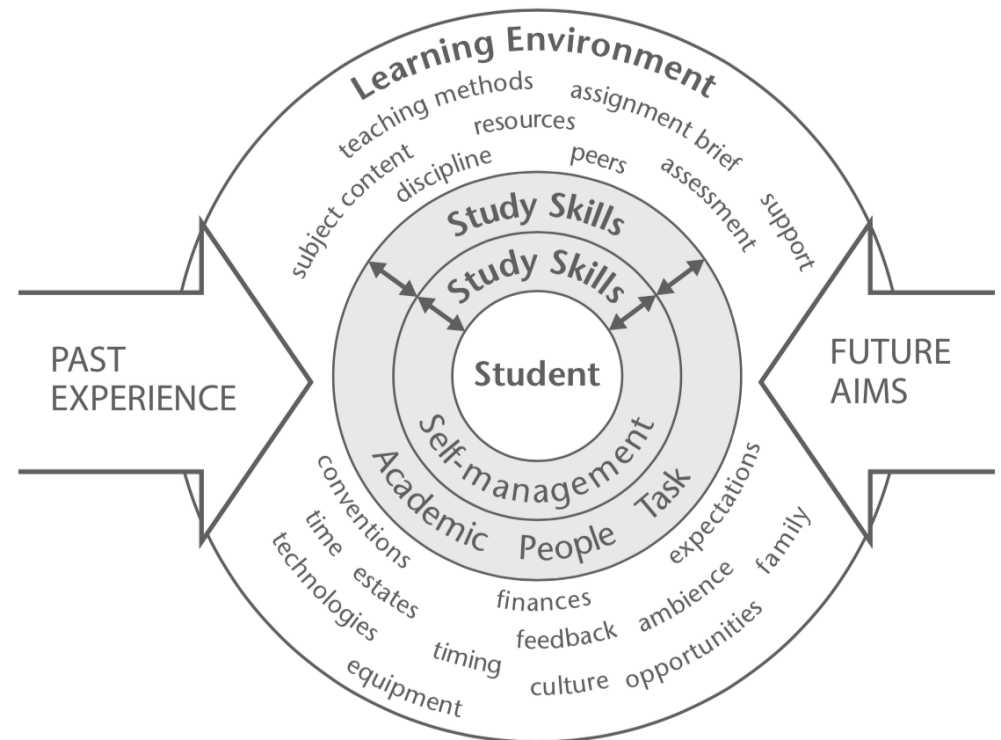 Learning Environment
teaching methods
assignment brief
resources
subject content
discipline
peers
assessment
support
Study Skills
Study Skills
Student
PAST
EXPERIENCE
FUTURE
AIMS
Self-management
Academic People Task
conventions
expectations
time
estates
finances
family
technologies
feedback
ambience
timing
opportunities
equipment
culture